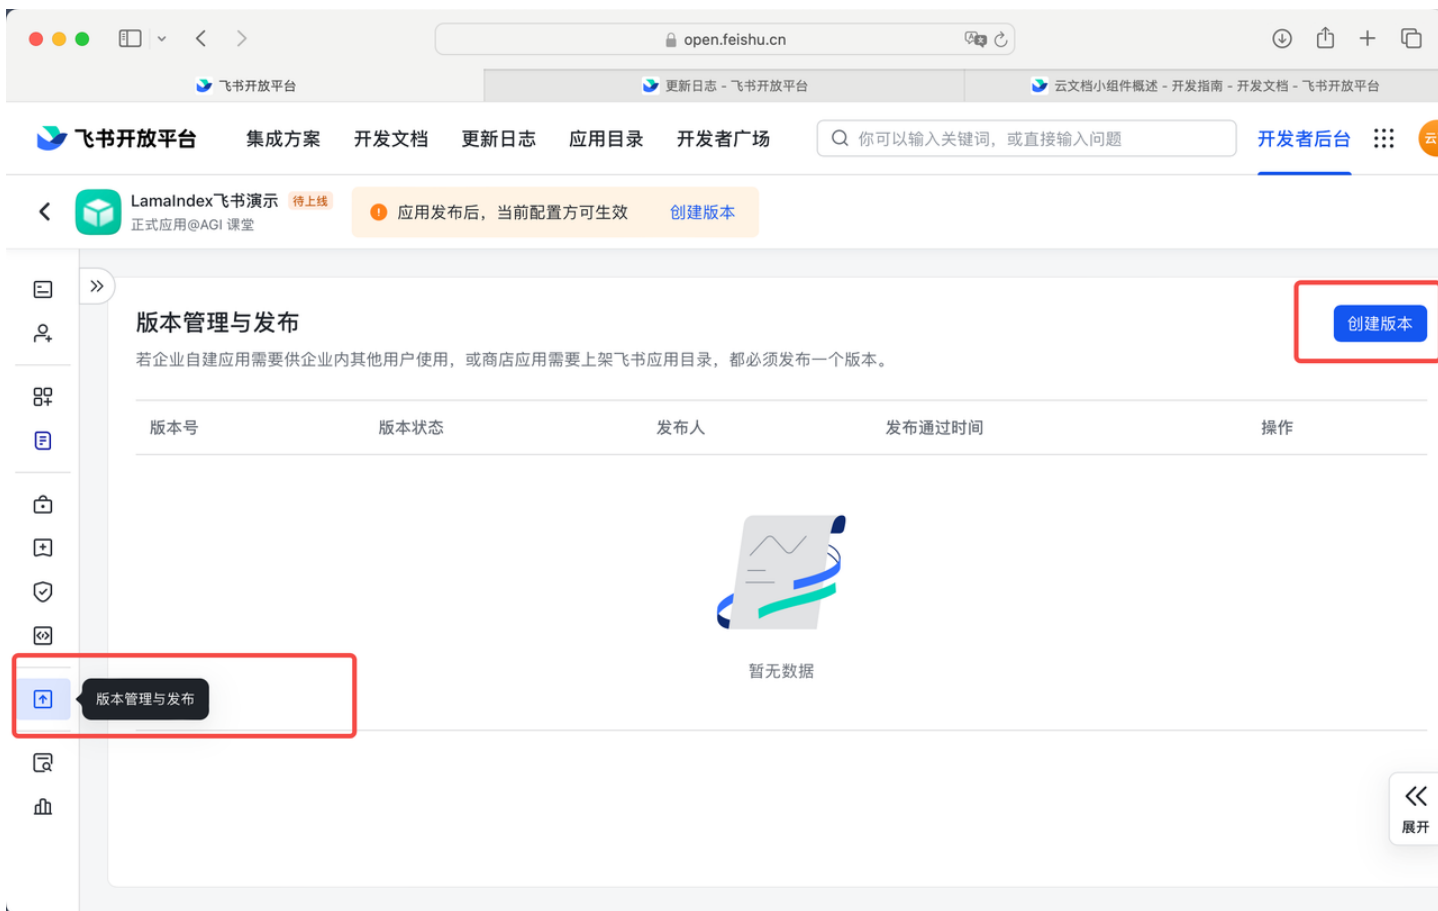 open.feishu.cn
飞书开放平台
更新日志 - 飞书开放平台
云文档小组件概述 - 开发指南 - 开发文档 - 飞书开放平台
飞书开放平台 集成方案 开发文档 更新日志 应用目录 开发者广场 你可以输入关键词，或直接输入问题 开发者后台 云
LamaIndex飞书演示 待上线
正式应用@AGI 课堂
应用发布后，当前配置方可生效 创建版本
版本管理与发布
创建版本
若企业自建应用需要供企业内其他用户使用，或商店应用需要上架飞书应用目录，都必须发布一个版本。
版本号 版本状态 发布人 发布通过时间 操作
暂无数据
版本管理与发布
展开